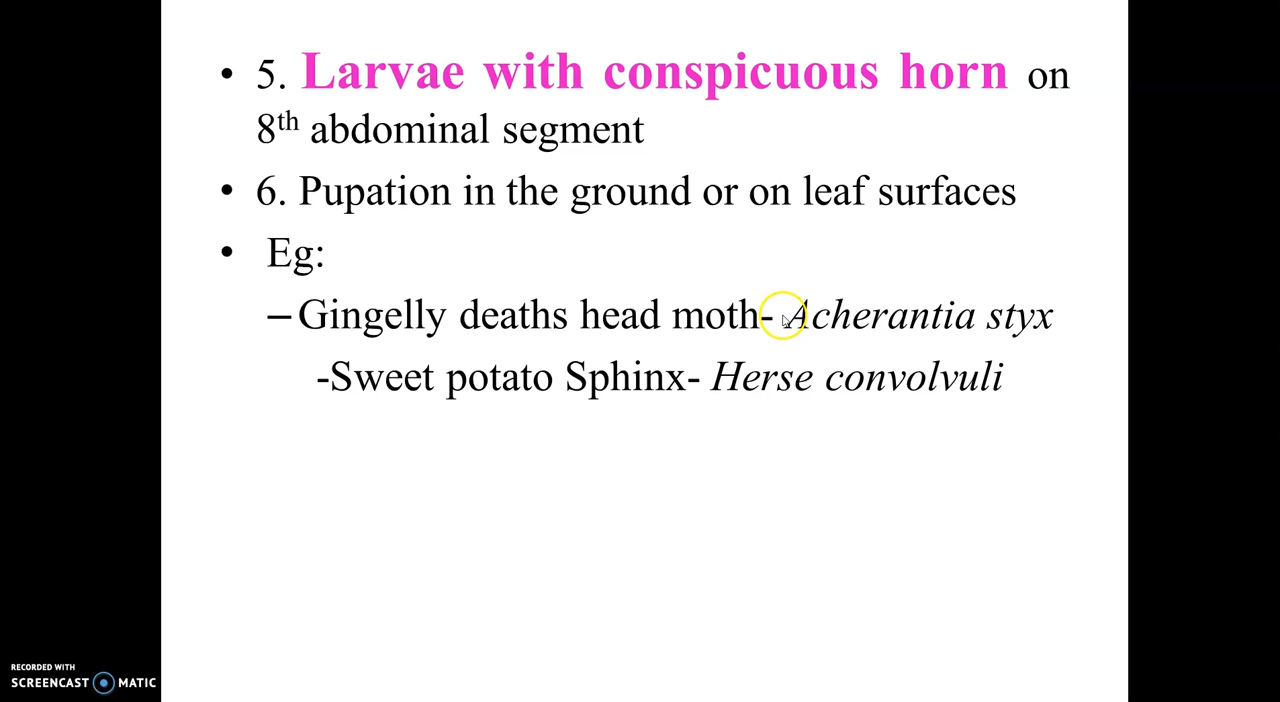 • 5. Larvae with conspicuous horn on
8th abdominal segment
• 6. Pupation in the ground or on leaf surfaces
• Eg:
– Gingelly deaths head moth- Acherantia styx
-Sweet potato Sphinx- Herse convolvuli
RECORDED WITH
SCREENCAST MATIC